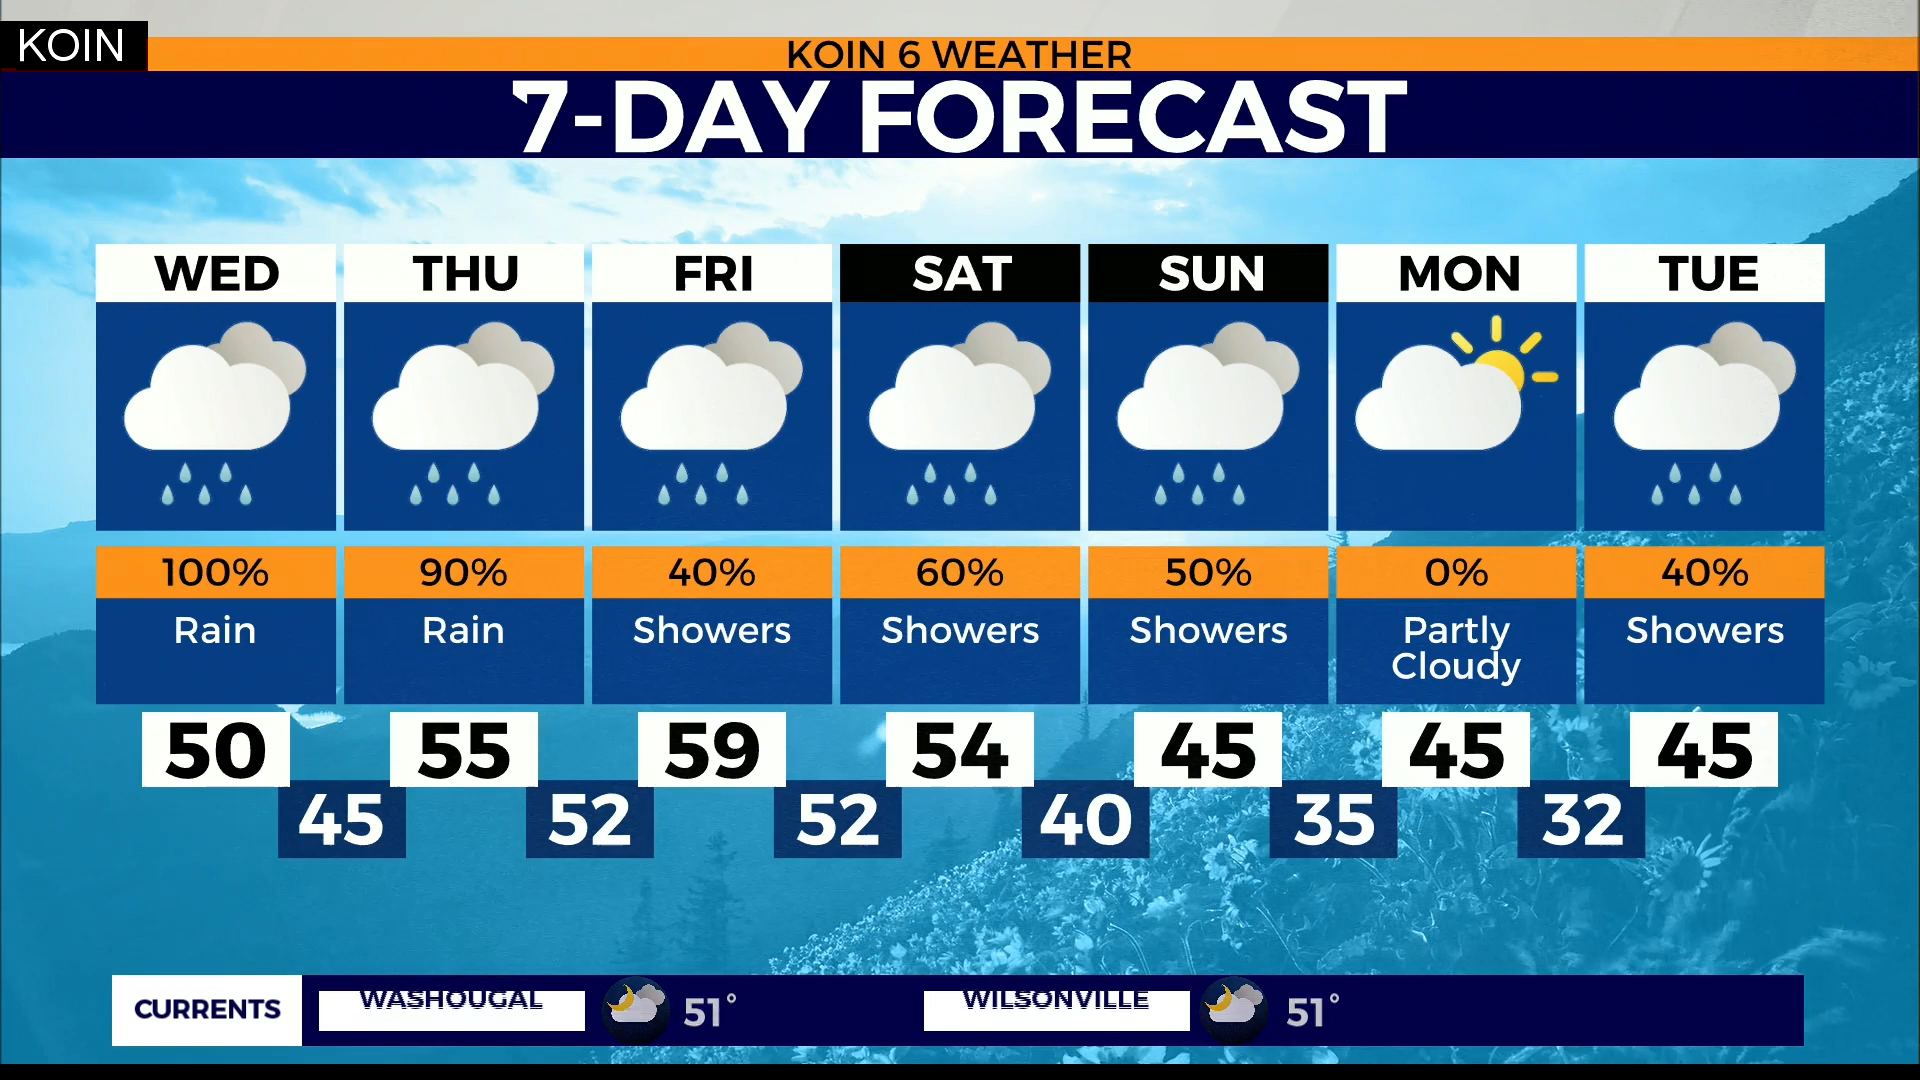 KOIN
KOIN 6 WEATHER
7-DAY FORECAST
WED THU FRI SAT SUN MON TUE
100% 90% 40% 60% 50% 0% 40%
Rain Rain Showers Showers Showers Partly Cloudy Showers
50 55 59 54 45 45 45
45 52 52 40 35 32
CURRENTS WASHOUGAL 51° WILSONVILLE 51°